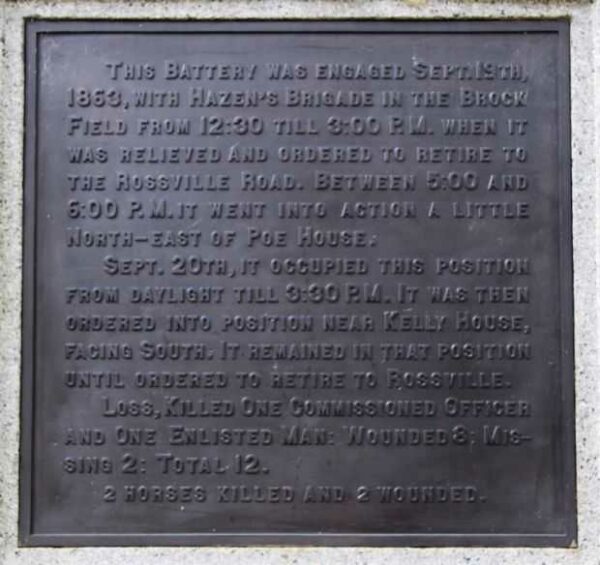 This Battery was engaged Sept. 19th,
1863, with Hazen's Brigade in the Brock
Field from 12:30 till 3:00 P.M. when it
was relieved and ordered to retire to
the Rossville Road. Between 5:00 and
6:00 P.M. it went into action a little
North-east of Poe House.
Sept. 20th, it occupied this position
from daylight till 3:30 P.M. It was then
ordered into position near Kelly House,
facing South. It remained in that position
until ordered to retire to Rossville.
Loss, Killed One Commissioned Officer
and One Enlisted Man: Wounded 8; Mis-
sing 2: Total 12.
2 horses killed and 2 wounded.